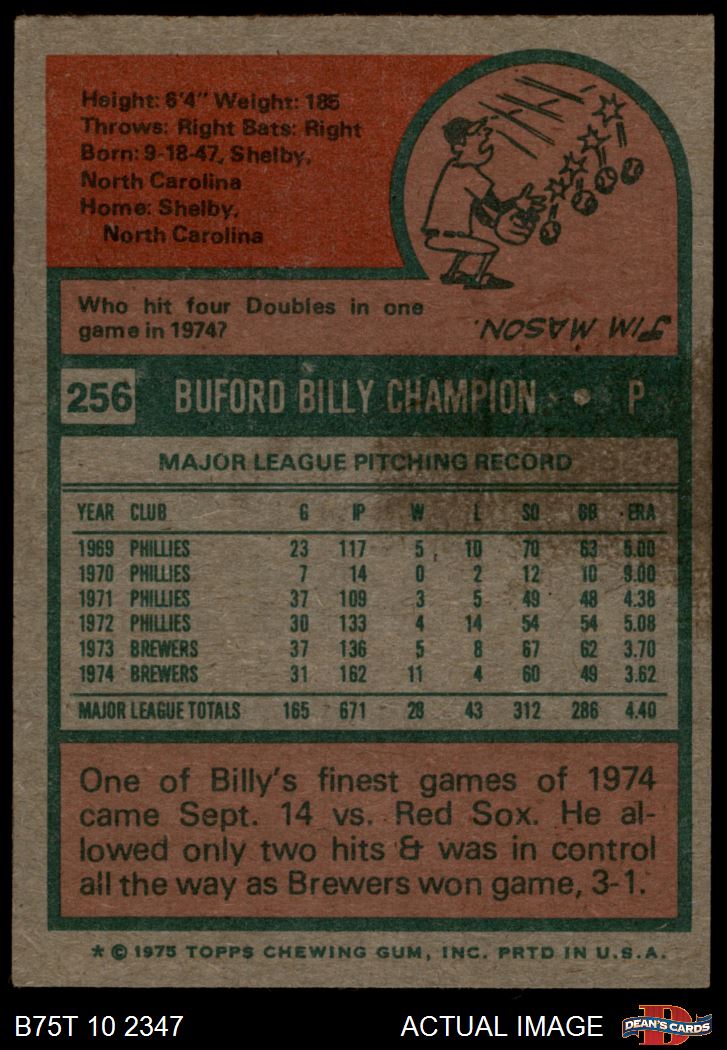 Height: 6'4" Weight: 185
Throws: Right Bats: Right
Born: 9-18-47, Shelby,
North Carolina
Home: Shelby,
North Carolina
Who hit four Doubles in one
game in 1974?
JIM MASON.
256 BUFORD BILLY CHAMPION • P
MAJOR LEAGUE PITCHING RECORD
YEAR CLUB G IP W L SO BB ERA
1969 PHILLIES 23 117 5 10 70 63 5.00
1970 PHILLIES 7 14 0 2 12 10 9.00
1971 PHILLIES 37 109 3 5 49 48 4.38
1972 PHILLIES 30 133 4 14 54 54 5.08
1973 BREWERS 37 136 5 8 67 62 3.70
1974 BREWERS 31 162 11 4 60 49 3.62
MAJOR LEAGUE TOTALS 165 671 28 43 312 286 4.40
One of Billy's finest games of 1974
came Sept. 14 vs. Red Sox. He al-
lowed only two hits & was in control
all the way as Brewers won game, 3-1.
* © 1975 TOPPS CHEWING GUM, INC. PRTD IN U.S.A.
B75T 10 2347 ACTUAL IMAGE DEAN'S CARDS